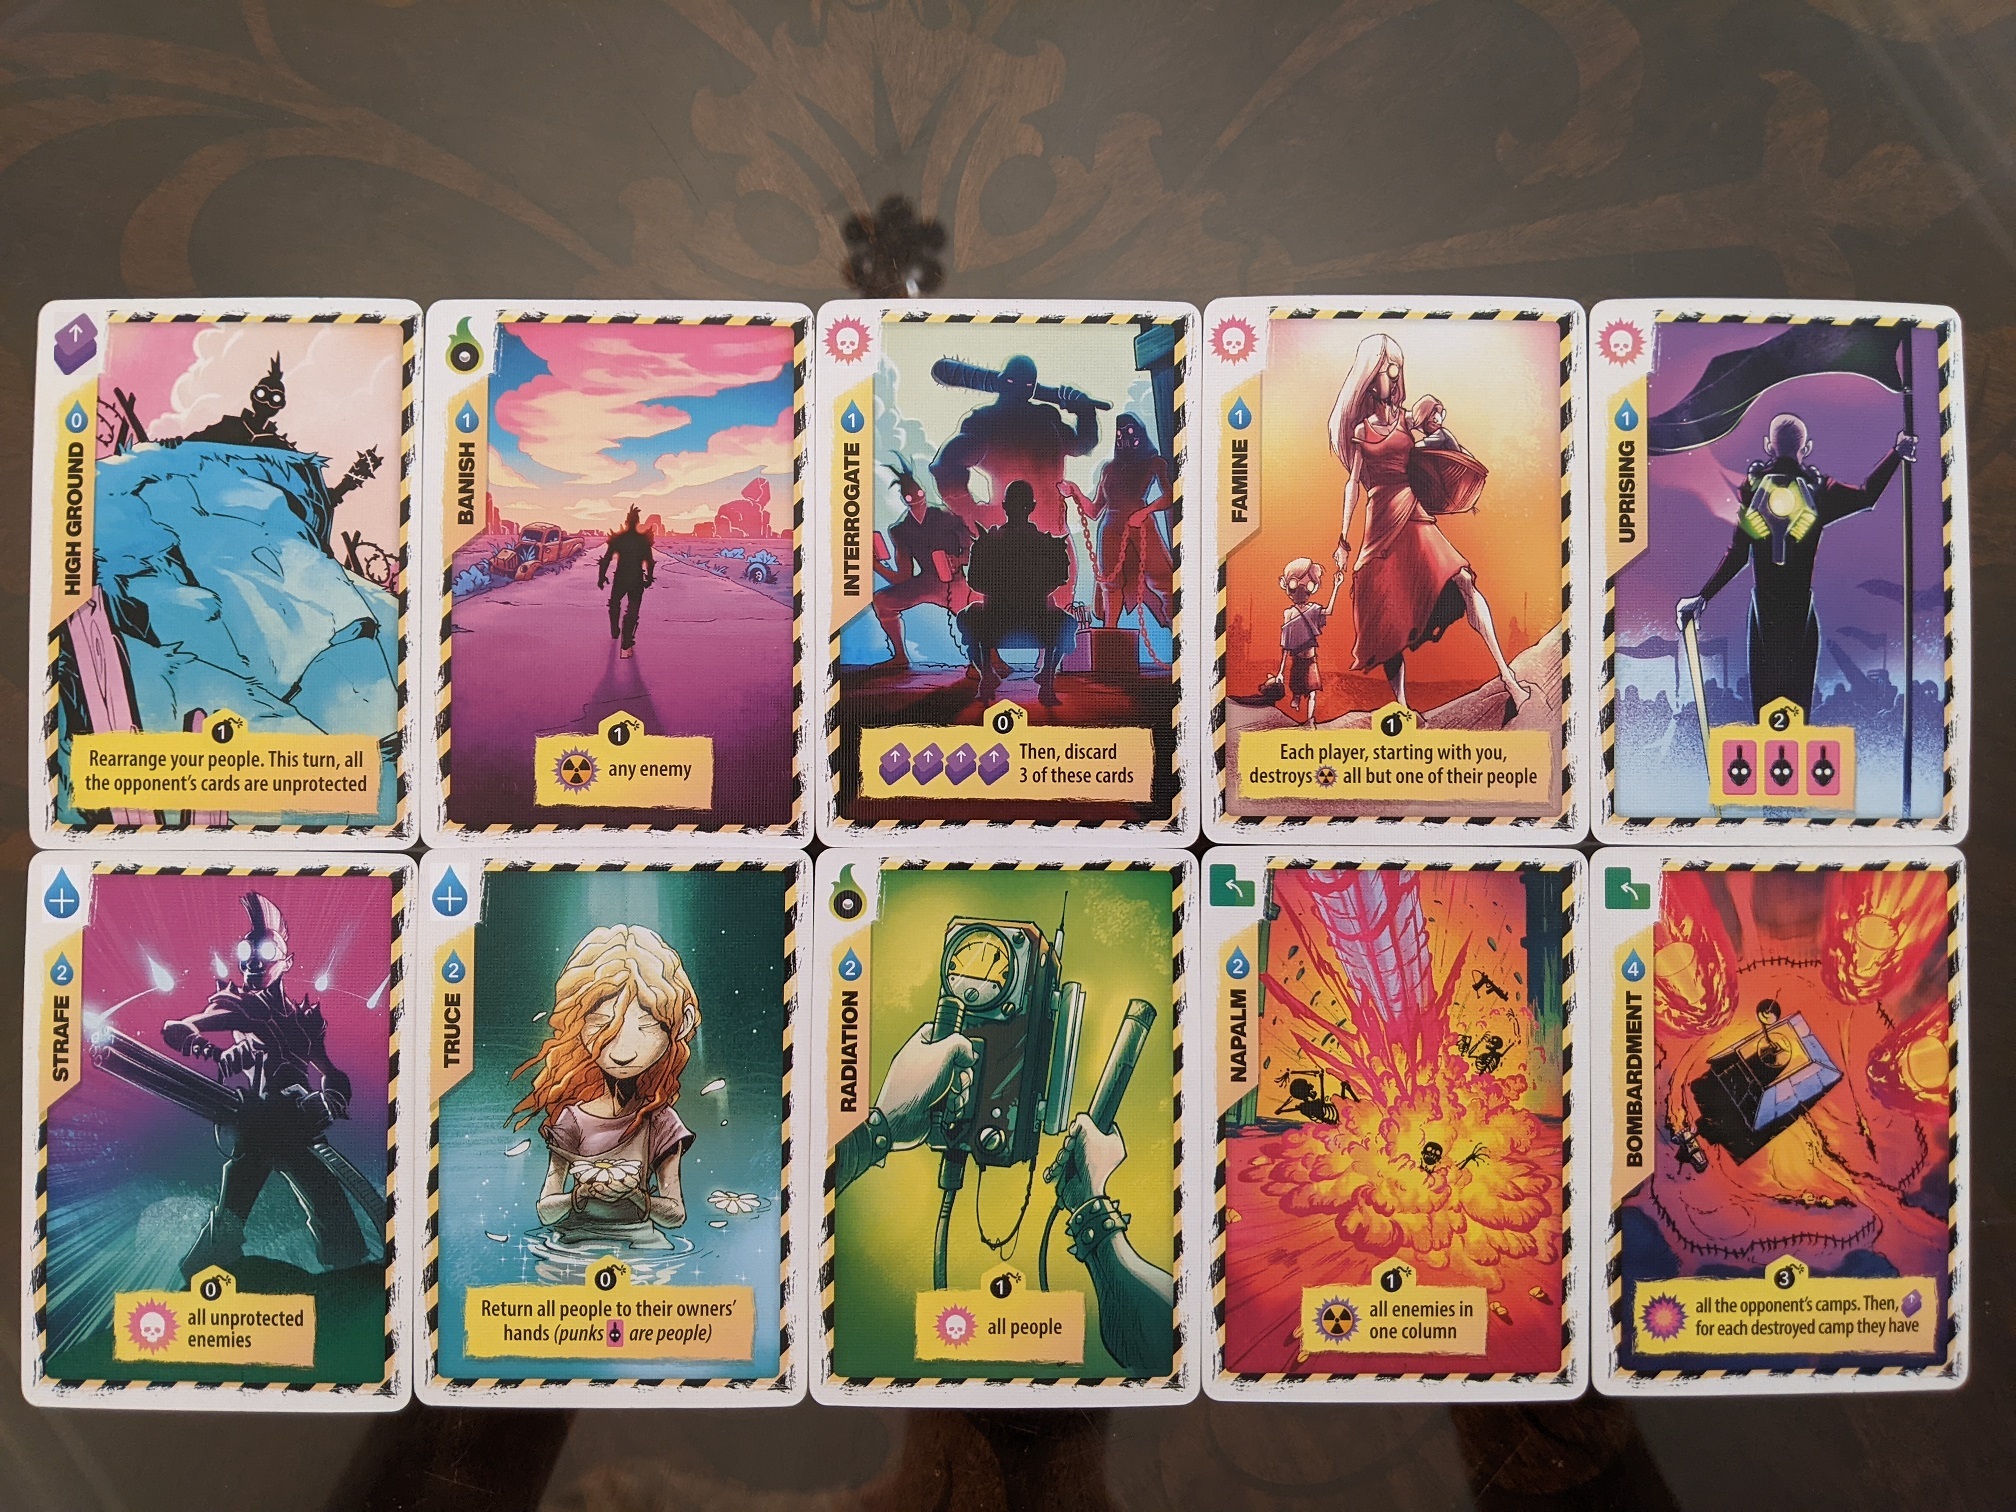 0
HIGH GROUND
1
Rearrange your people. This turn, all
the opponent's cards are unprotected
1
BANISH
1
any enemy
1
INTERROGATE
0
Then, discard
3 of these cards
1
FAMINE
1
Each player, starting with you,
destroys all but one of their people
1
UPRISING
2
2
STRAFE
0
all unprotected
enemies
2
TRUCE
0
Return all people to their owners'
hands (punks are people)
2
RADIATION
1
all people
2
NAPALM
1
all enemies in
one column
4
BOMBARDMENT
3
all the opponent's camps. Then,
for each destroyed camp they have